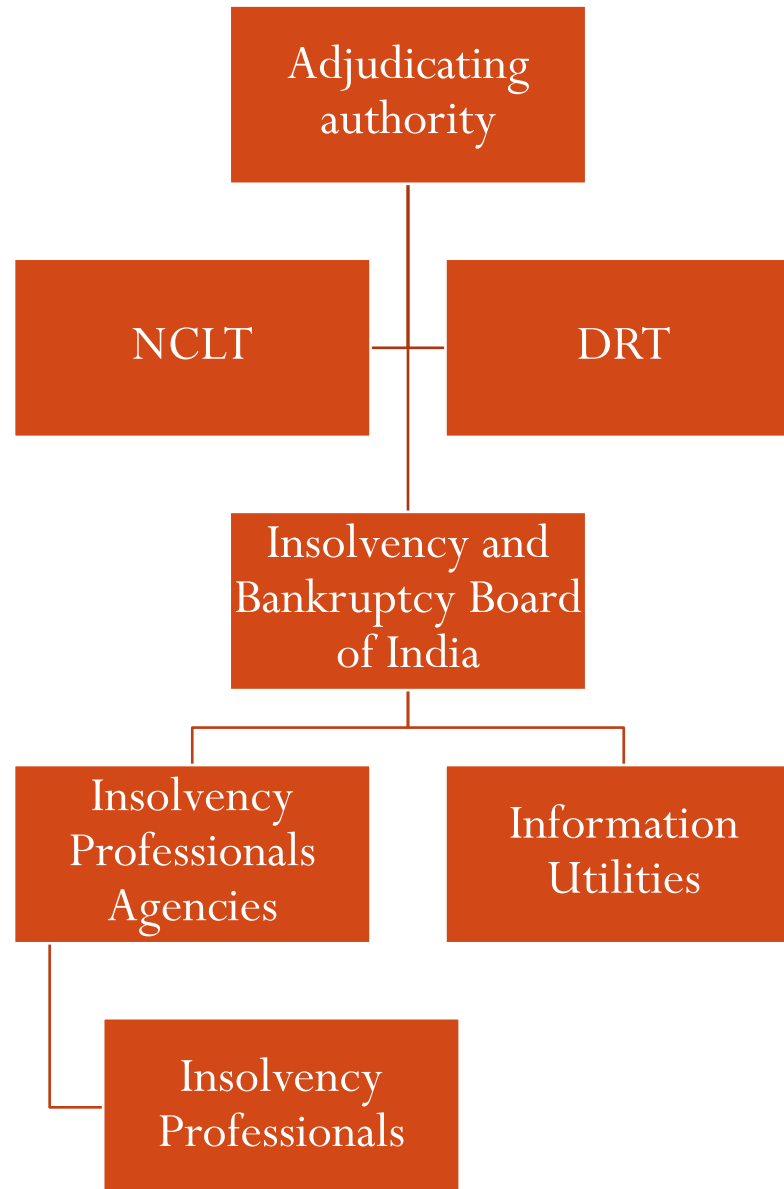 Adjudicating
authority
NCLT
DRT
Insolvency and
Bankruptcy Board
of India
Insolvency
Professionals
Agencies
Information
Utilities
Insolvency
Professionals